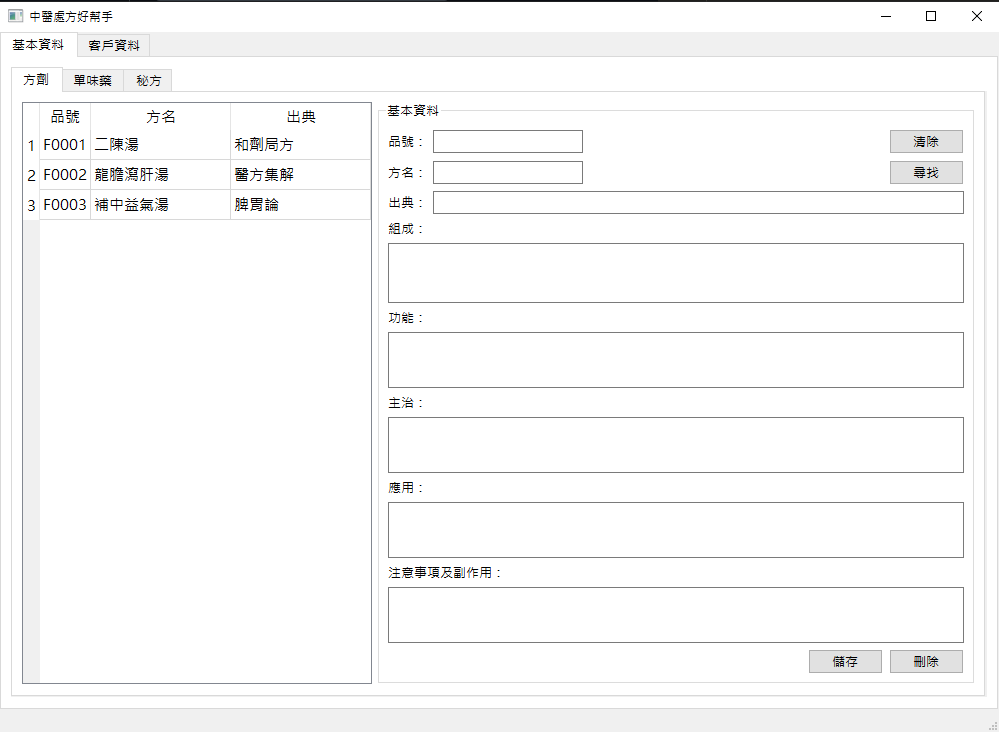 中醫處方好幫手
基本資料 客戶資料
方劑 單味藥 秘方
品號 方名 出典
1 F0001 二陳湯 和劑局方
2 F0002 龍膽瀉肝湯 醫方集解
3 F0003 補中益氣湯 脾胃論
基本資料
品號： 清除
方名： 尋找
出典：
組成：
功能：
主治：
應用：
注意事項及副作用：
儲存 刪除